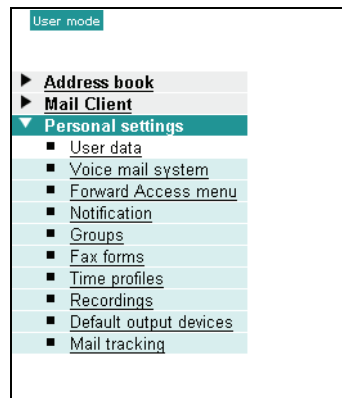 User mode
Address book
Mail Client
Personal settings
User data
Voice mail system
Forward Access menu
Notification
Groups
Fax forms
Time profiles
Recordings
Default output devices
Mail tracking